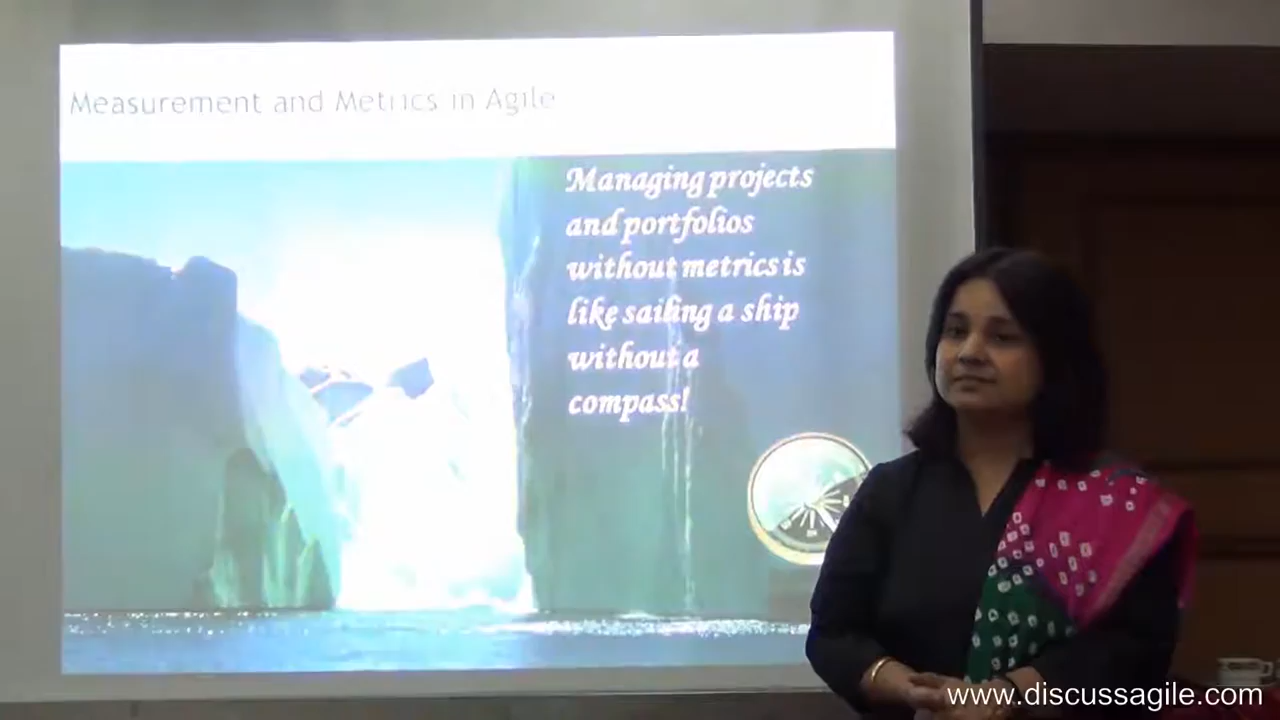 Measurement and Metrics in Agile
Managing projects
and portfolios
without metrics is
like sailing a ship
without a
compass!
www.discussagile.com